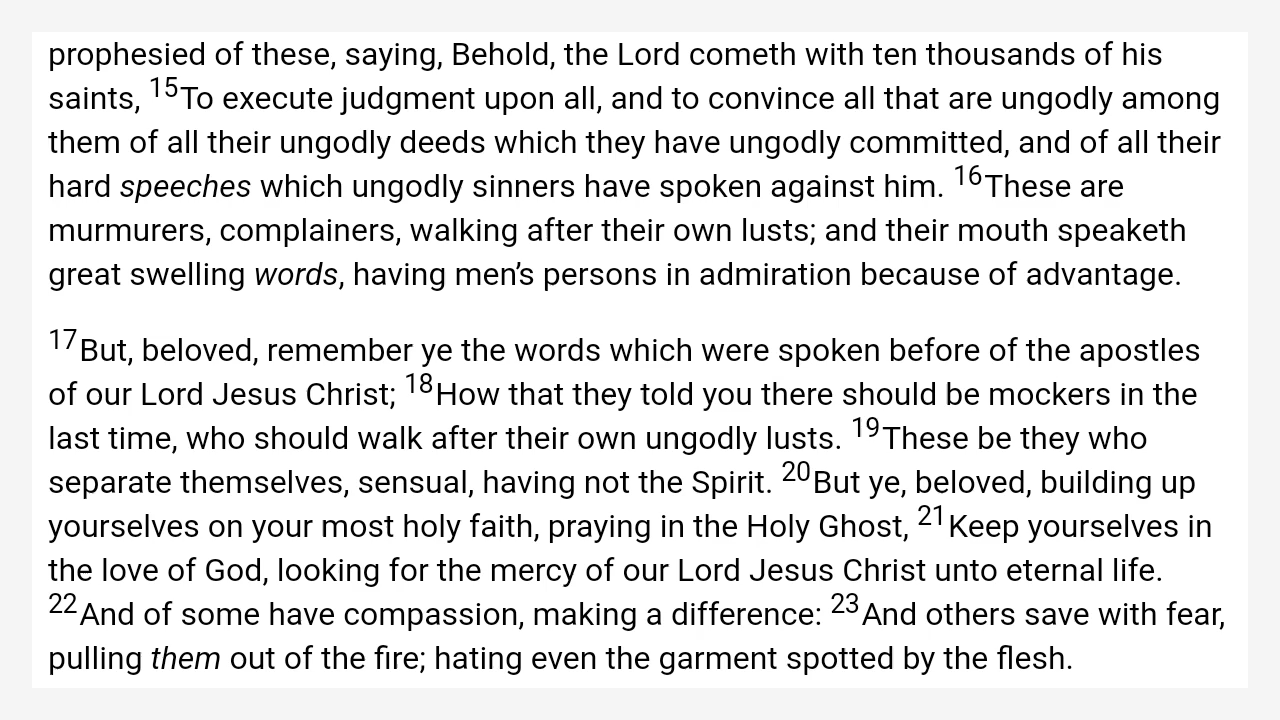 prophesied of these, saying, Behold, the Lord cometh with ten thousands of his
saints, 15To execute judgment upon all, and to convince all that are ungodly among
them of all their ungodly deeds which they have ungodly committed, and of all their
hard speeches which ungodly sinners have spoken against him. 16These are
murmurers, complainers, walking after their own lusts; and their mouth speaketh
great swelling words, having men’s persons in admiration because of advantage.
17But, beloved, remember ye the words which were spoken before of the apostles
of our Lord Jesus Christ; 18How that they told you there should be mockers in the
last time, who should walk after their own ungodly lusts. 19These be they who
separate themselves, sensual, having not the Spirit. 20But ye, beloved, building up
yourselves on your most holy faith, praying in the Holy Ghost, 21Keep yourselves in
the love of God, looking for the mercy of our Lord Jesus Christ unto eternal life.
22And of some have compassion, making a difference: 23And others save with fear,
pulling them out of the fire; hating even the garment spotted by the flesh.